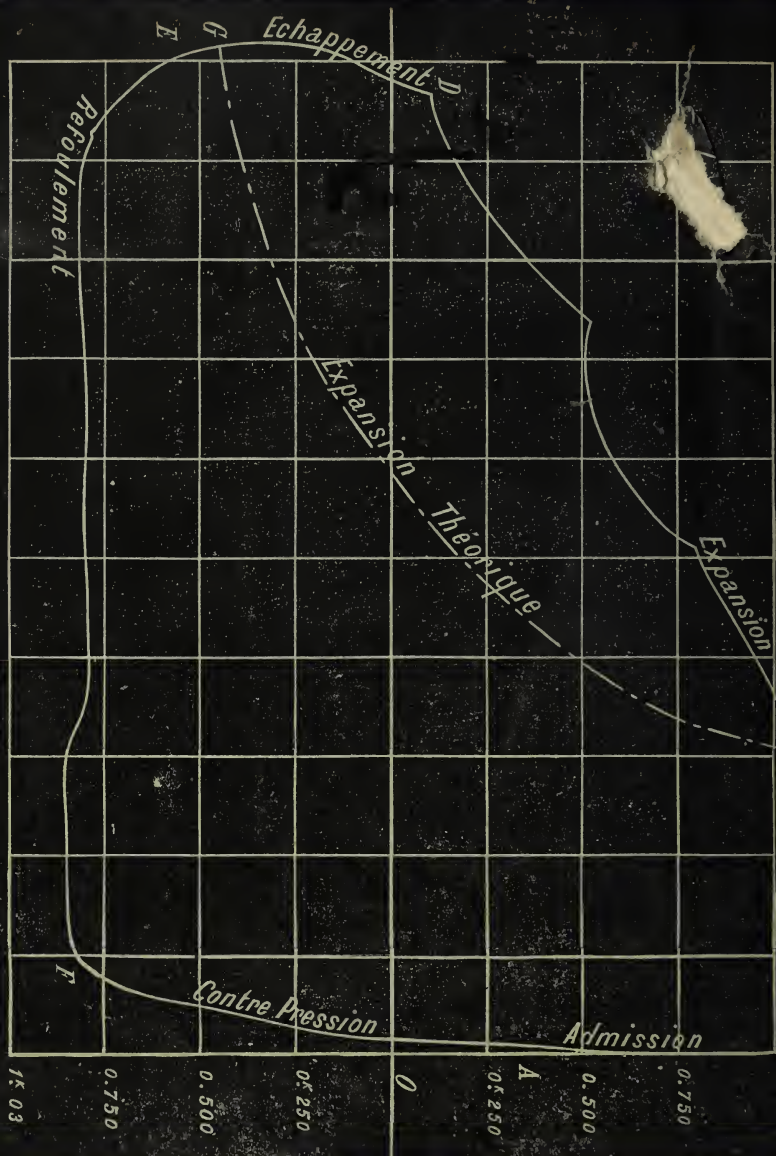 Echappement D
G
E
Refoulement
Expansion Théorique
Expansion
F
Contre Pression
Admission
A
O
1k 03
0.750
0.500
0k 250
0k 250
0.500
0.750